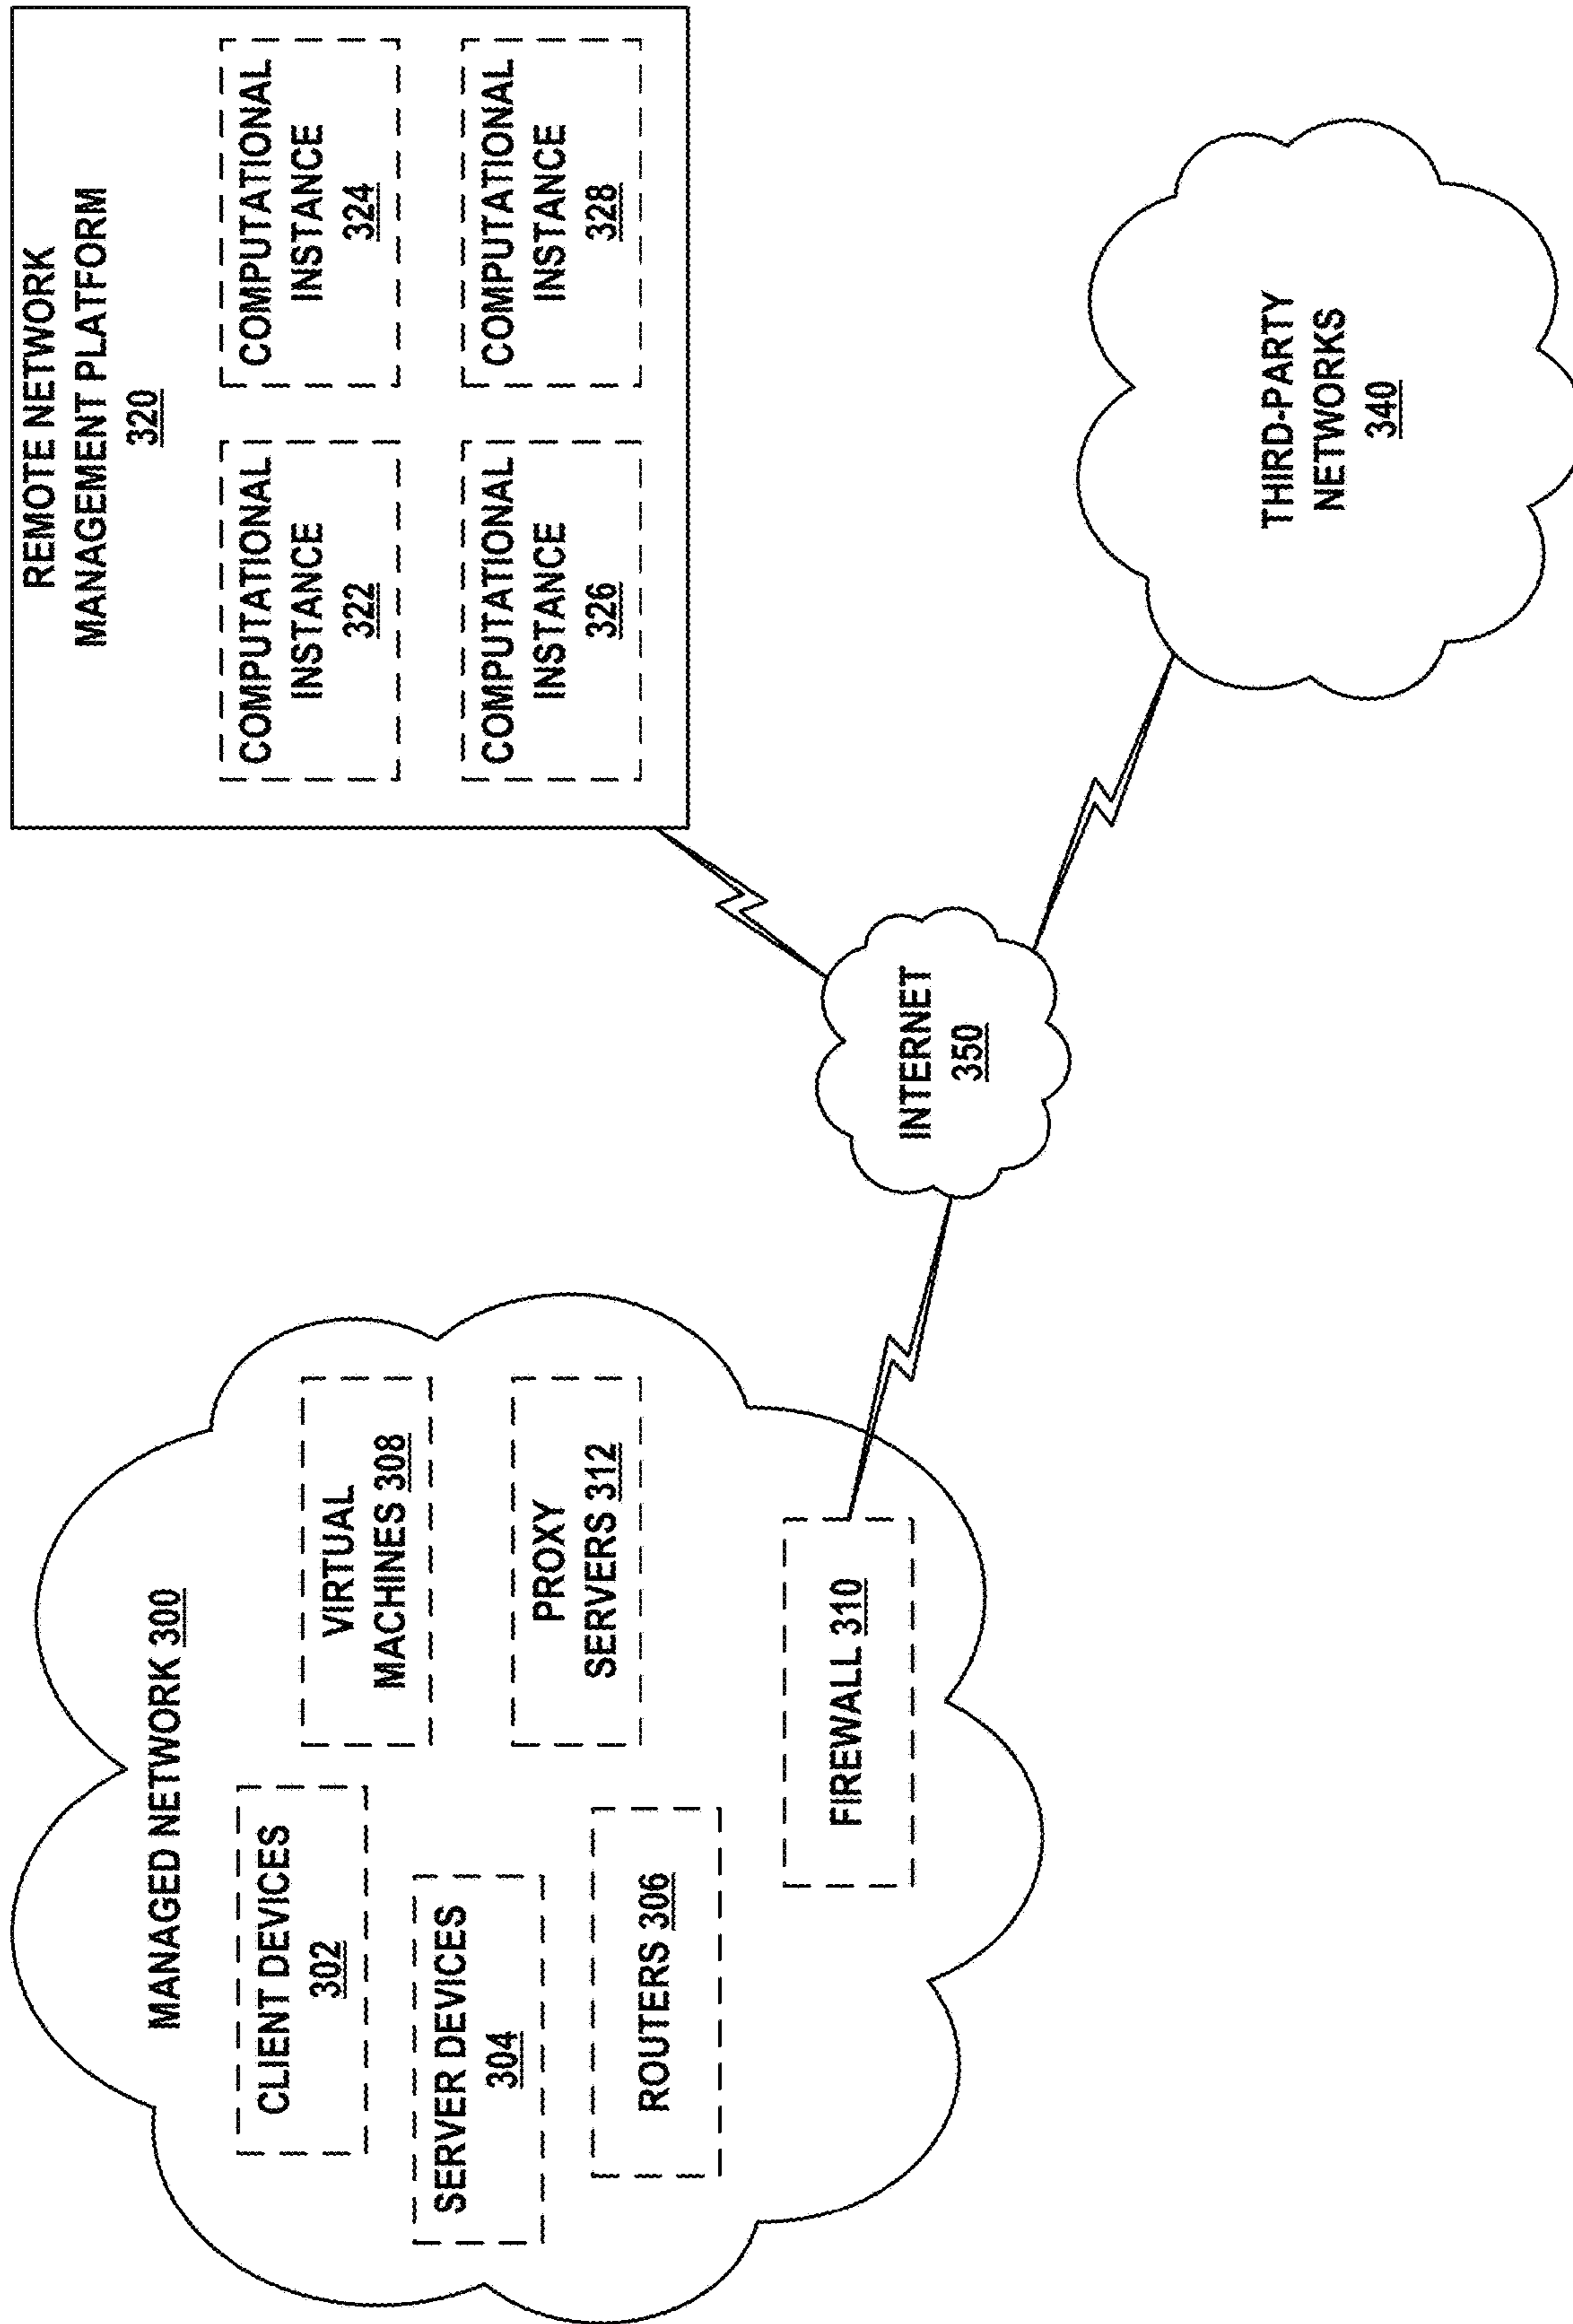 MANAGED NETWORK 300
CLIENT DEVICES
302
SERVER DEVICES
304
ROUTERS 306
VIRTUAL
MACHINES 308
PROXY
SERVERS 312
FIREWALL 310
INTERNET
350
REMOTE NETWORK
MANAGEMENT PLATFORM
320
COMPUTATIONAL
INSTANCE
322
COMPUTATIONAL
INSTANCE
324
COMPUTATIONAL
INSTANCE
326
COMPUTATIONAL
INSTANCE
328
THIRD-PARTY
NETWORKS
340